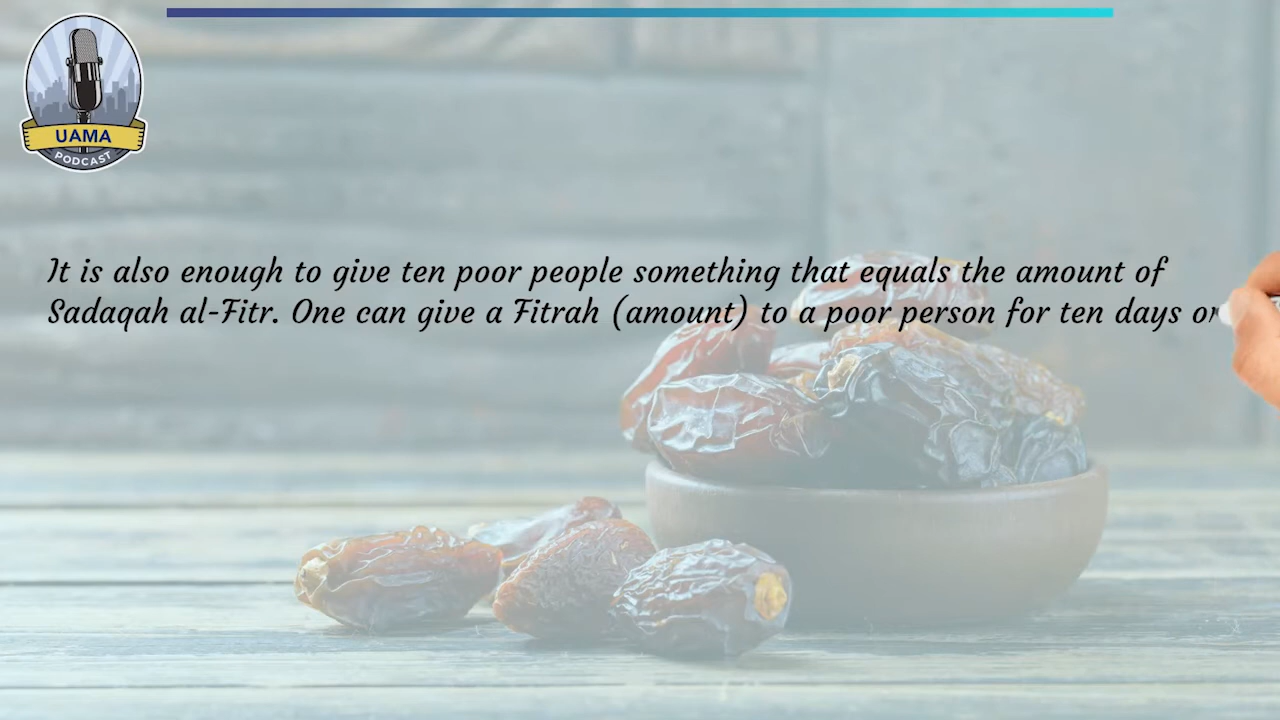 UAMA
PODCAST
It is also enough to give ten poor people something that equals the amount of
Sadaqah al-Fitr. One can give a Fitrah (amount) to a poor person for ten days or